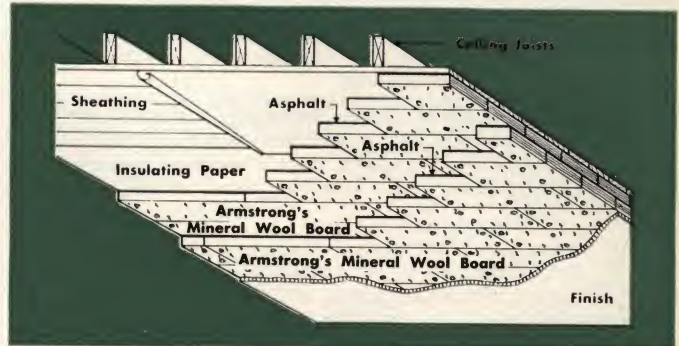 Ceiling Joists
Sheathing
Asphalt
Asphalt
Insulating Paper
Armstrong's
Mineral Wool Board
Armstrong's Mineral Wool Board
Finish